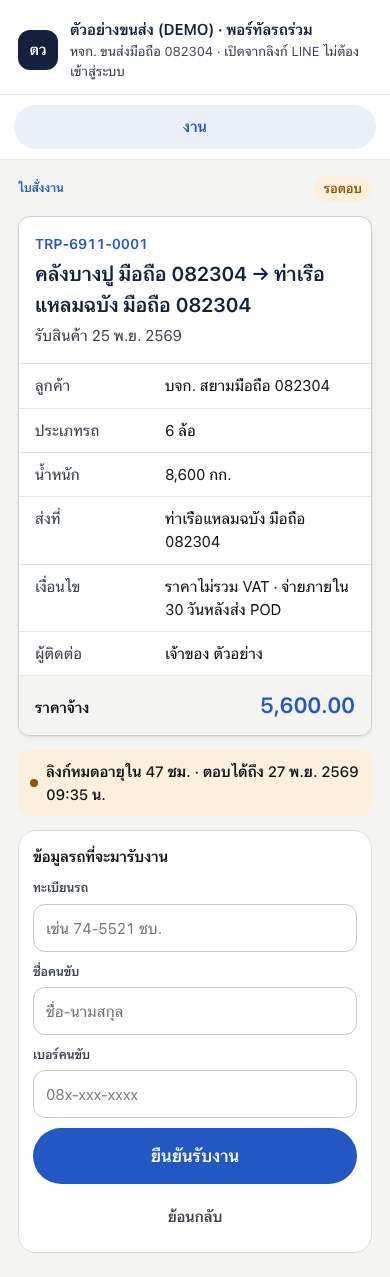 ตว
ตัวอย่างขนส่ง (DEMO) · พอร์ทัลรถร่วม
หจก. ขนส่งมือถือ 082304 · เปิดจากลิงก์ LINE ไม่ต้อง
เข้าสู่ระบบ
งาน
ใบสั่งงาน
รอตอบ
TRP-6911-0001
คลังบางปู มือถือ 082304 → ท่าเรือ
แหลมฉบัง มือถือ 082304
รับสินค้า 25 พ.ย. 2569
ลูกค้า บจก. สยามมือถือ 082304
ประเภทรถ 6 ล้อ
น้ำหนัก 8,600 กก.
ส่งที่ ท่าเรือแหลมฉบัง มือถือ
082304
เงื่อนไข ราคาไม่รวม VAT · จ่ายภายใน
30 วันหลังส่ง POD
ผู้ติดต่อ เจ้าของ ตัวอย่าง
ราคาจ้าง 5,600.00
ลิงก์หมดอายุใน 47 ชม. · ตอบได้ถึง 27 พ.ย. 2569
09:35 น.
ข้อมูลรถที่จะมารับงาน
ทะเบียนรถ
เช่น 74-5521 ชบ.
ชื่อคนขับ
ชื่อ-นามสกุล
เบอร์คนขับ
08x-xxx-xxxx
ยืนยันรับงาน
ย้อนกลับ